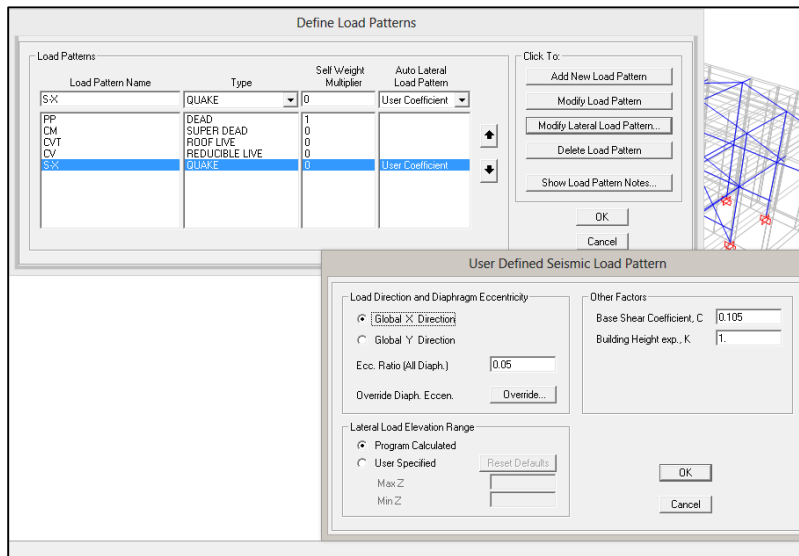 Define Load Patterns
Load Patterns
Load Pattern Name
Type
Self Weight Multiplier
Auto Lateral Load Pattern
S-X QUAKE 0 User Coefficient
PP DEAD 1
CM SUPER DEAD 0
CVT ROOF LIVE 0
CV REDUCIBLE LIVE 0
S-X QUAKE 0 User Coefficient
Click To:
Add New Load Pattern
Modify Load Pattern
Modify Lateral Load Pattern...
Delete Load Pattern
Show Load Pattern Notes...
OK
Cancel
User Defined Seismic Load Pattern
Load Direction and Diaphragm Eccentricity
Global X Direction
Global Y Direction
Ecc. Ratio (All Diaph.) 0.05
Override Diaph. Eccen. Override...
Other Factors
Base Shear Coefficient, C 0.105
Building Height exp., K 1.
Lateral Load Elevation Range
Program Calculated
User Specified Reset Defaults
Max Z
Min Z
OK
Cancel